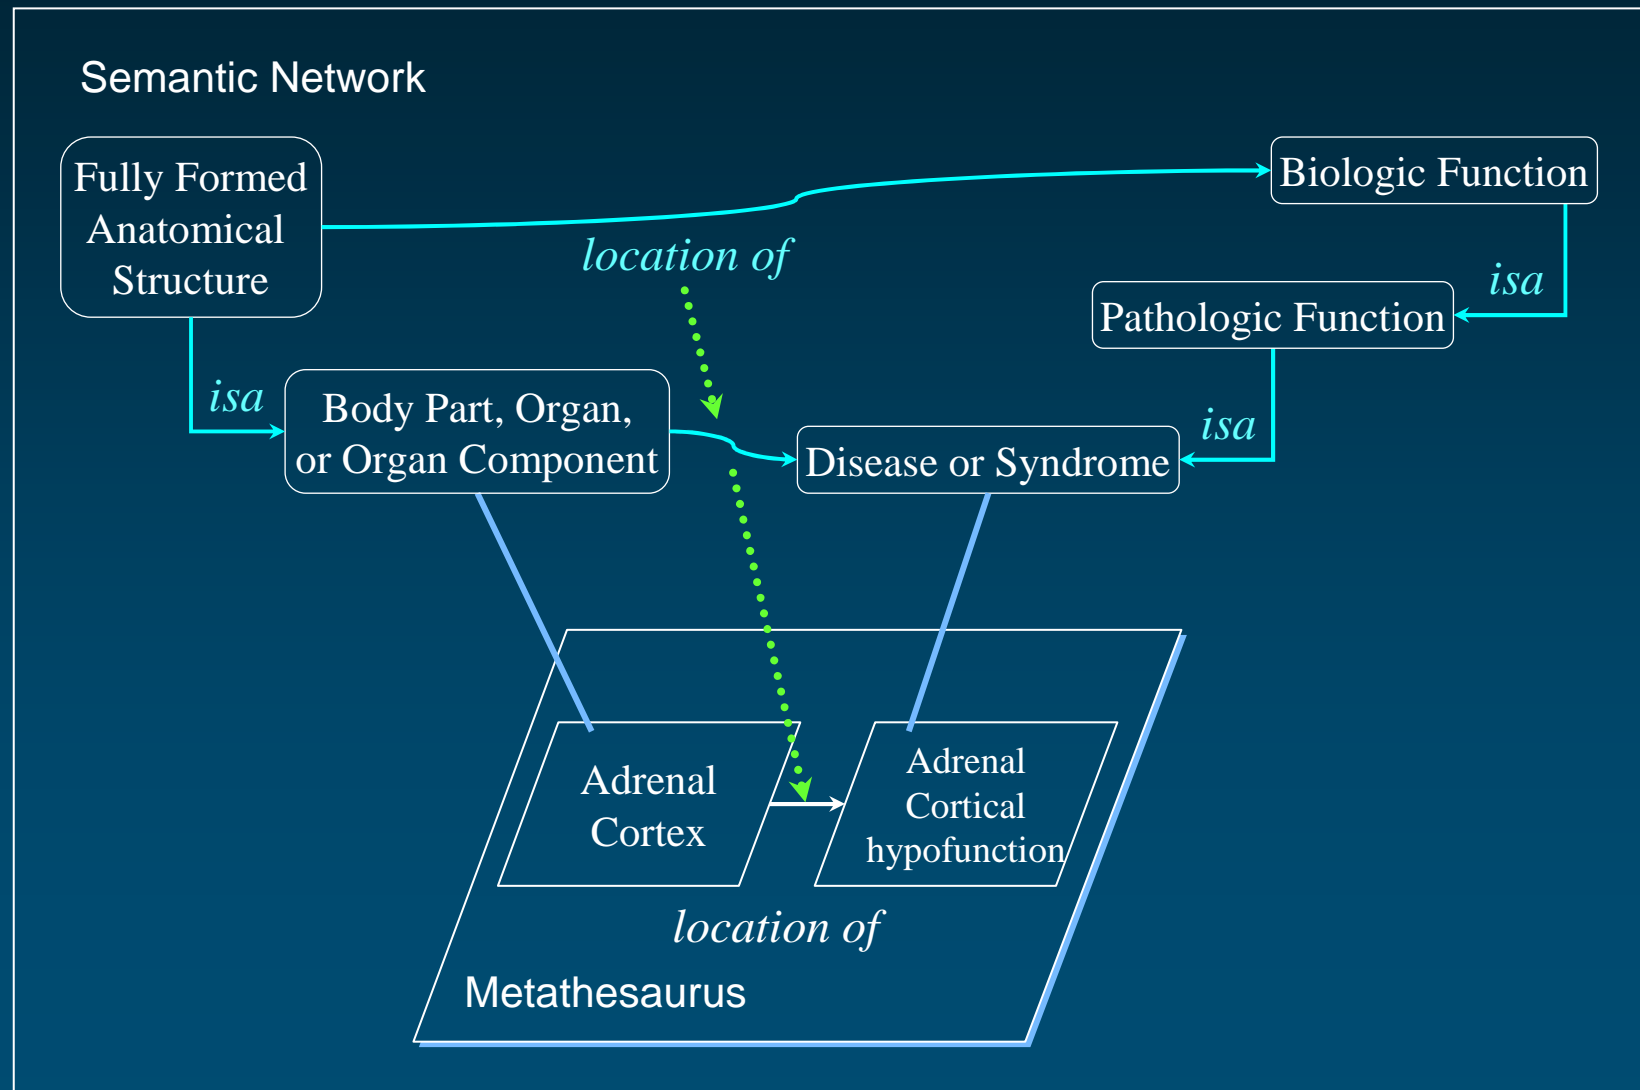 Semantic Network
Fully Formed
Anatomical
Structure
Biologic Function
location of
isa
Pathologic Function
isa
Body Part, Organ,
or Organ Component
isa
Disease or Syndrome
Adrenal
Cortex
Adrenal
Cortical
hypofunction
location of
Metathesaurus